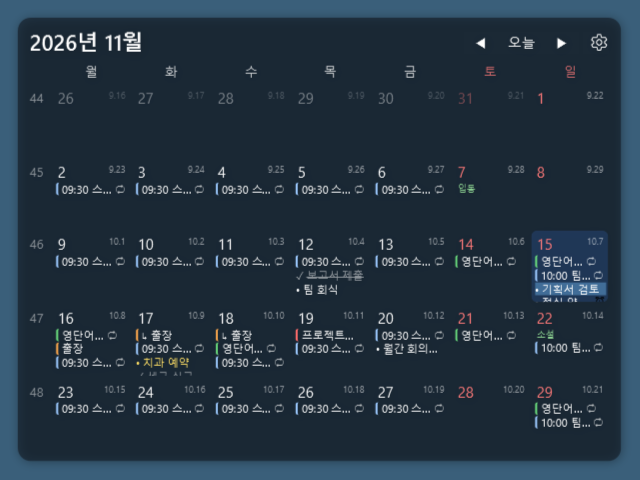 2026년 11월
◀ 오늘 ▶
월 화 수 목 금 토 일
44 26 9.16 27 9.17 28 9.18 29 9.19 30 9.20 31 9.21 1 9.22
45 2 9.23 3 9.24 4 9.25 5 9.26 6 9.27 7 9.28 8 9.29
09:30 스... 09:30 스... 09:30 스... 09:30 스... 09:30 스... 입동
46 9 10.1 10 10.2 11 10.3 12 10.4 13 10.5 14 10.6 15 10.7
09:30 스... 09:30 스... 09:30 스... 09:30 스... 09:30 스... 영단어... 영단어...
✓ 보고서 제출 10:00 팀...
• 팀 회식 • 기획서 검토
47 16 10.8 17 10.9 18 10.10 19 10.11 20 10.12 21 10.13 22 10.14
영단어... ↳ 출장 ↳ 출장 프로젝트... 09:30 스... 영단어... 소설
출장 09:30 스... 영단어... 09:30 스... • 월간 회의... 10:00 팀...
09:30 스... • 치과 예약 09:30 스...
48 23 10.15 24 10.16 25 10.17 26 10.18 27 10.19 28 10.20 29 10.21
09:30 스... 09:30 스... 09:30 스... 09:30 스... 09:30 스... 영단어...
10:00 팀...